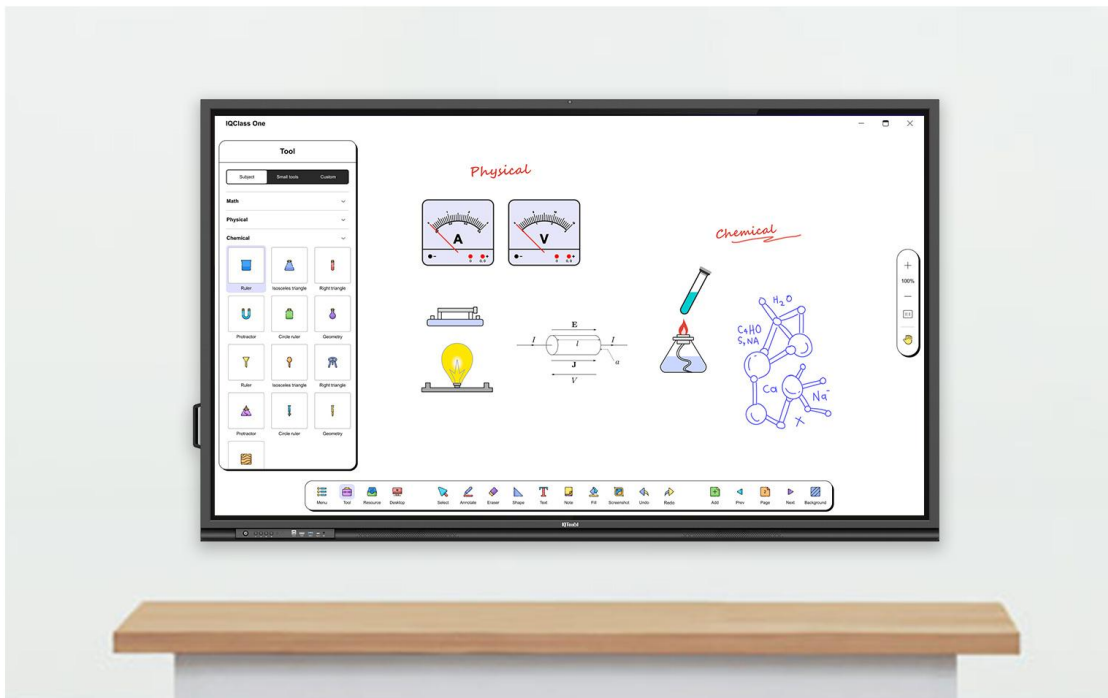 IQClass One
Tool
Subject Small tools Custom
Math
Physical
Chemical
Ruler Isosceles triangle Right triangle
Protractor Circle ruler Geometry
Ruler Isosceles triangle Right triangle
Protractor Circle ruler Geometry
Physical
A
V
E
I l I
J
a
V
Chemical
H₂O
C4HO
S, NA
Ca
Na⁻
X
+
100%
−
Menu Tool Resource Desktop Select Annotate Eraser Shape Text Note Fill Screenshot Undo Redo Add Prev Page Next Background
IQTouch